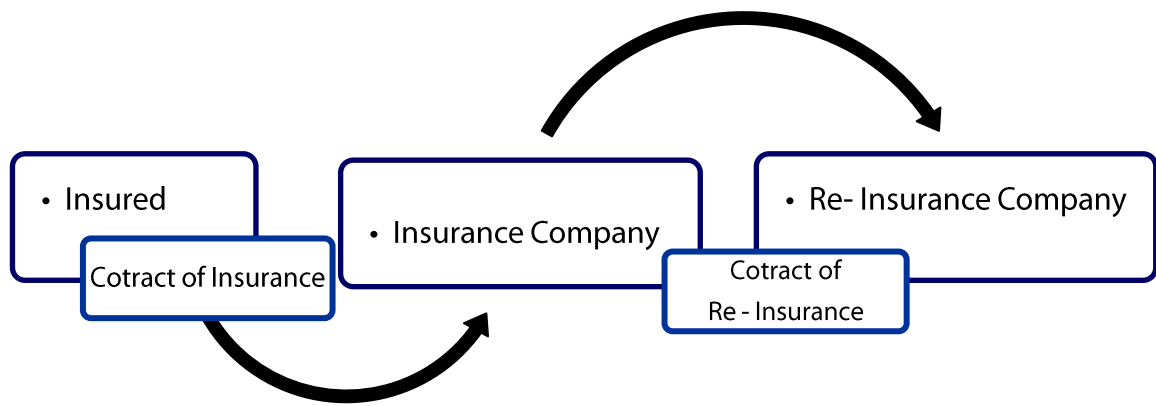 • Insured
Cotract of Insurance
• Insurance Company
• Re- Insurance Company
Cotract of
Re - Insurance